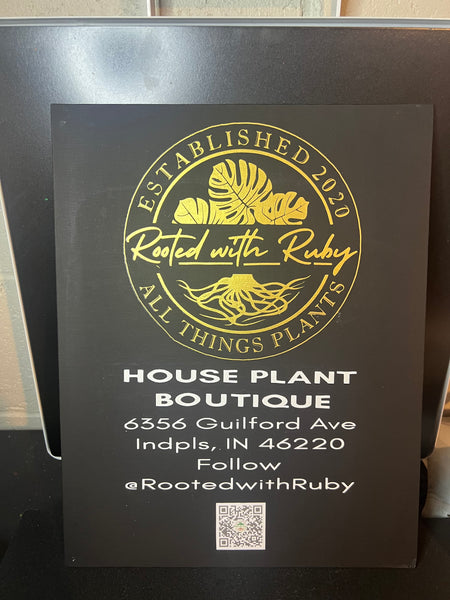 ESTABLISHED 2020
Rooted with Ruby
ALL THINGS PLANTS
HOUSE PLANT
BOUTIQUE
6356 Guilford Ave
Indpls, IN 46220
Follow
@RootedwithRuby